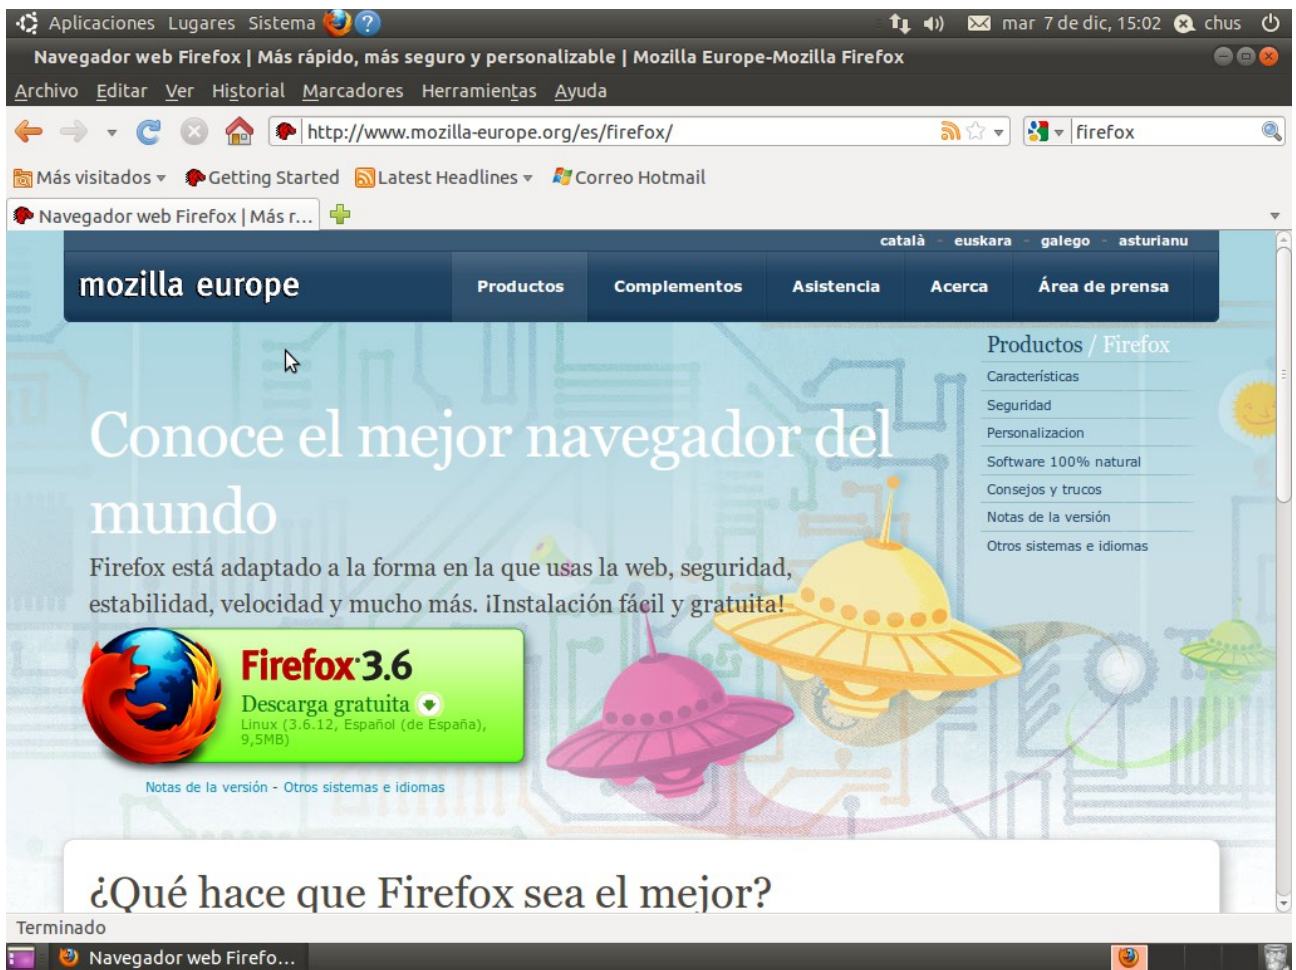 Aplicaciones Lugares Sistema mar 7 de dic, 15:02 chus
Navegador web Firefox | Más rápido, más seguro y personalizable | Mozilla Europe-Mozilla Firefox
Archivo Editar Ver Historial Marcadores Herramientas Ayuda
http://www.mozilla-europe.org/es/firefox/ firefox
Más visitados Getting Started Latest Headlines Correo Hotmail
Navegador web Firefox | Más r...
català - euskara - galego - asturianu
mozilla europe Productos Complementos Asistencia Acerca Área de prensa
Productos / Firefox
Características
Seguridad
Personalizacion
Software 100% natural
Consejos y trucos
Notas de la versión
Otros sistemas e idiomas
Conoce el mejor navegador del
mundo
Firefox está adaptado a la forma en la que usas la web, seguridad,
estabilidad, velocidad y mucho más. ¡Instalación fácil y gratuita!
Firefox 3.6
Descarga gratuita
Linux (3.6.12, Español (de España),
9,5MB)
Notas de la versión - Otros sistemas e idiomas
¿Qué hace que Firefox sea el mejor?
Terminado
Navegador web Firefo...